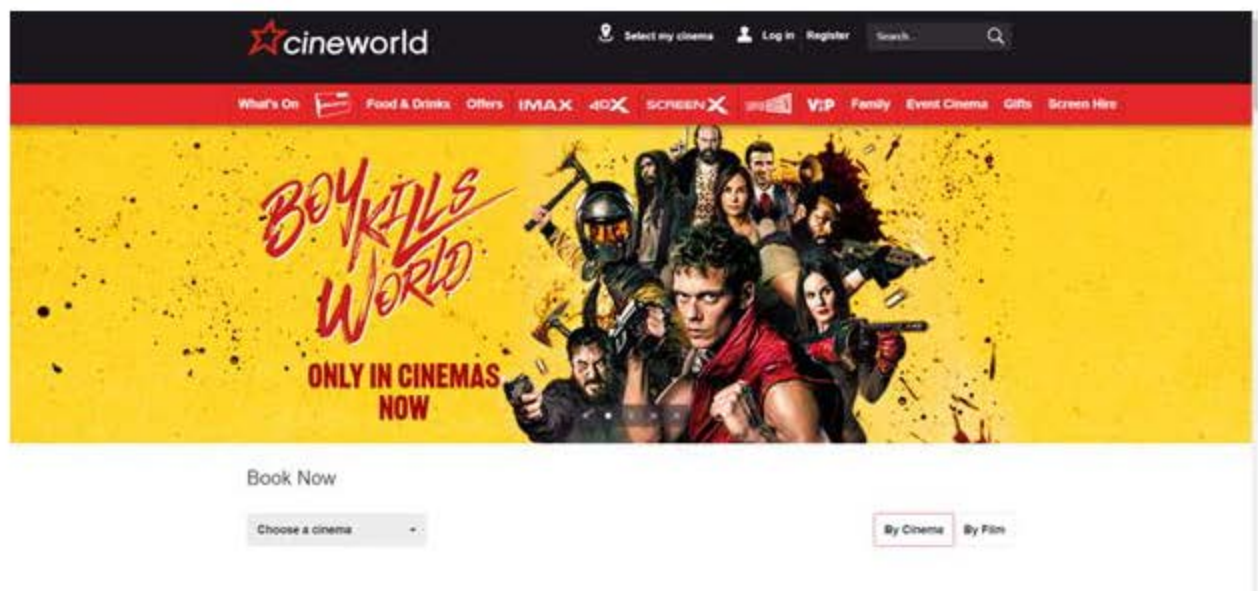 cineworld
Select my cinema Log in Register Search
What's On Food & Drinks Offers IMAX 4DX SCREENX VIP Family Event Cinema Gifts Screen Hire
BOY KILLS
WORLD
ONLY IN CINEMAS
NOW
Book Now
Choose a cinema
By Cinema By Film